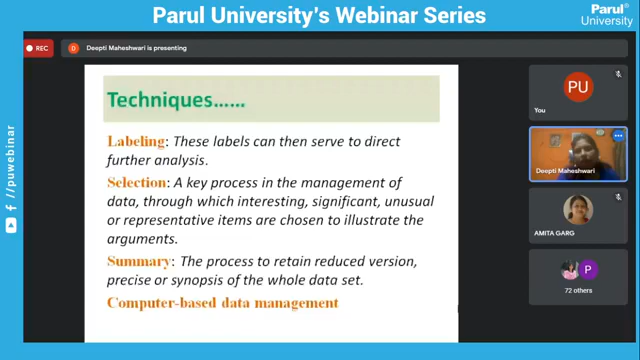 Parul University's Webinar Series
Parul®
University
REC
D
Deepti Maheshwari is presenting
Techniques......
Labeling: These labels can then serve to direct
further analysis.
Selection: A key process in the management of
data, through which interesting, significant, unusual
or representative items are chosen to illustrate the
arguments.
Summary: The process to retain reduced version,
precise or synopsis of the whole data set.
Computer-based data management
PU
You
Deepti Maheshwari
AMITA GARG
P
72 others
/puwebinar